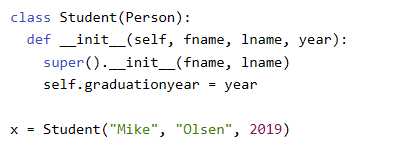 class Student(Person):
  def __init__(self, fname, lname, year):
    super().__init__(fname, lname)
    self.graduationyear = year

x = Student("Mike", "Olsen", 2019)